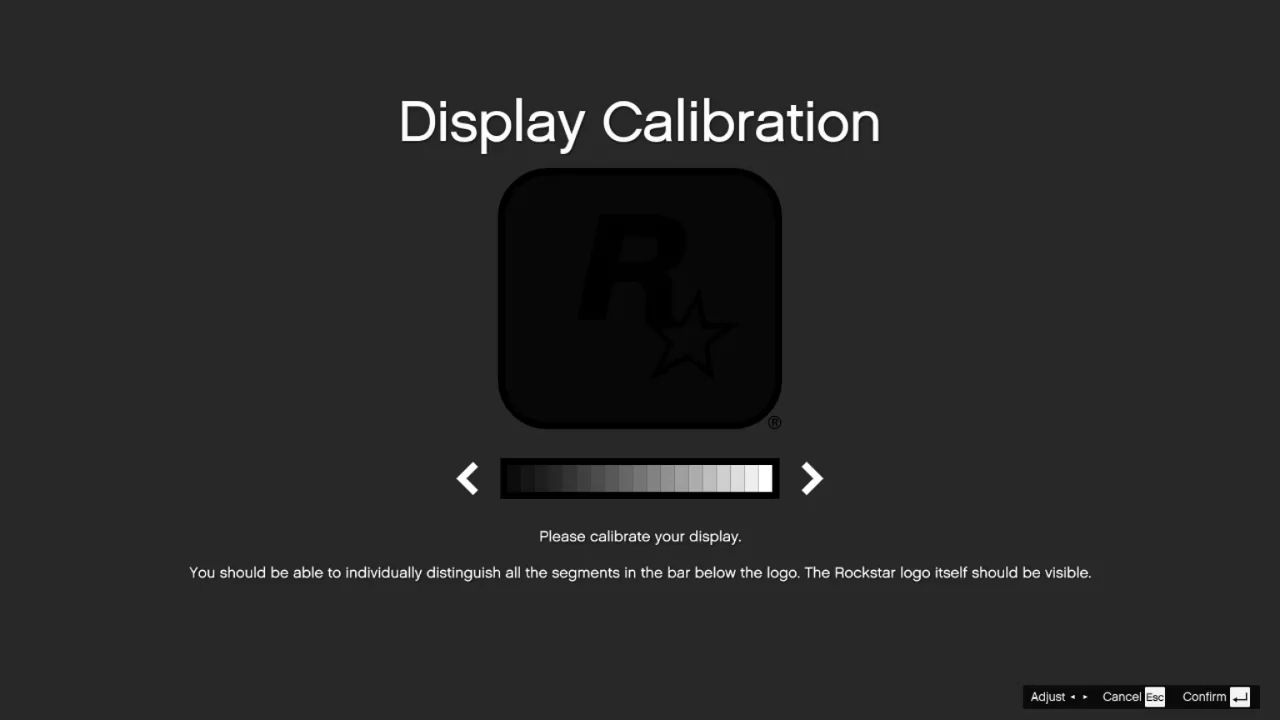 Display Calibration
R
®
Please calibrate your display.
You should be able to individually distinguish all the segments in the bar below the logo. The Rockstar logo itself should be visible.
Adjust Cancel Esc Confirm